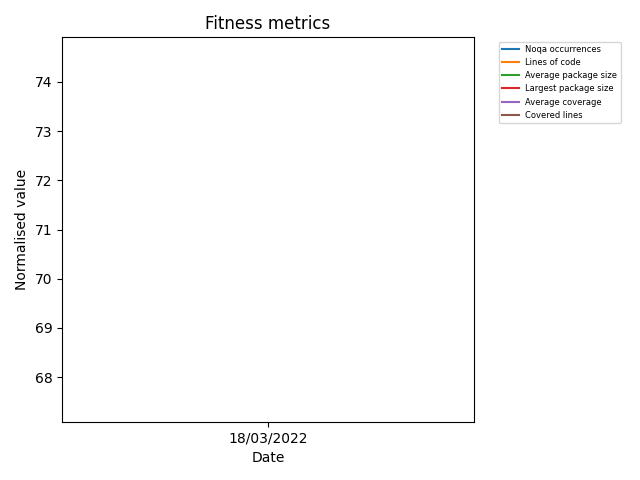 Fitness metrics
Noqa occurrences
Lines of code
Average package size
Largest package size
Average coverage
Covered lines
Normalised value
74
73
72
71
70
69
68
18/03/2022
Date